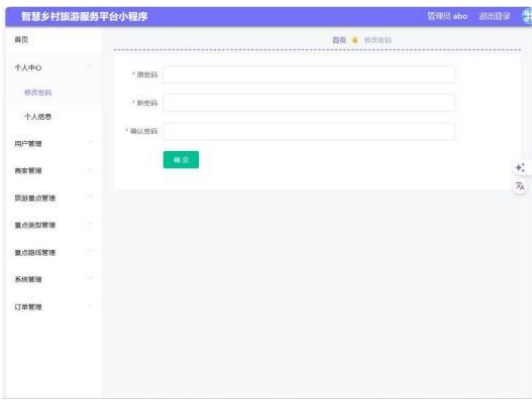 智慧乡村旅游服务平台小程序
管理员 abo 退出登录
首页
首页 修改密码
个人中心
修改密码
个人信息
用户管理
商家管理
旅游景点管理
景点类型管理
景点路线管理
系统管理
订单管理
* 原密码
* 新密码
* 确认密码
确 定